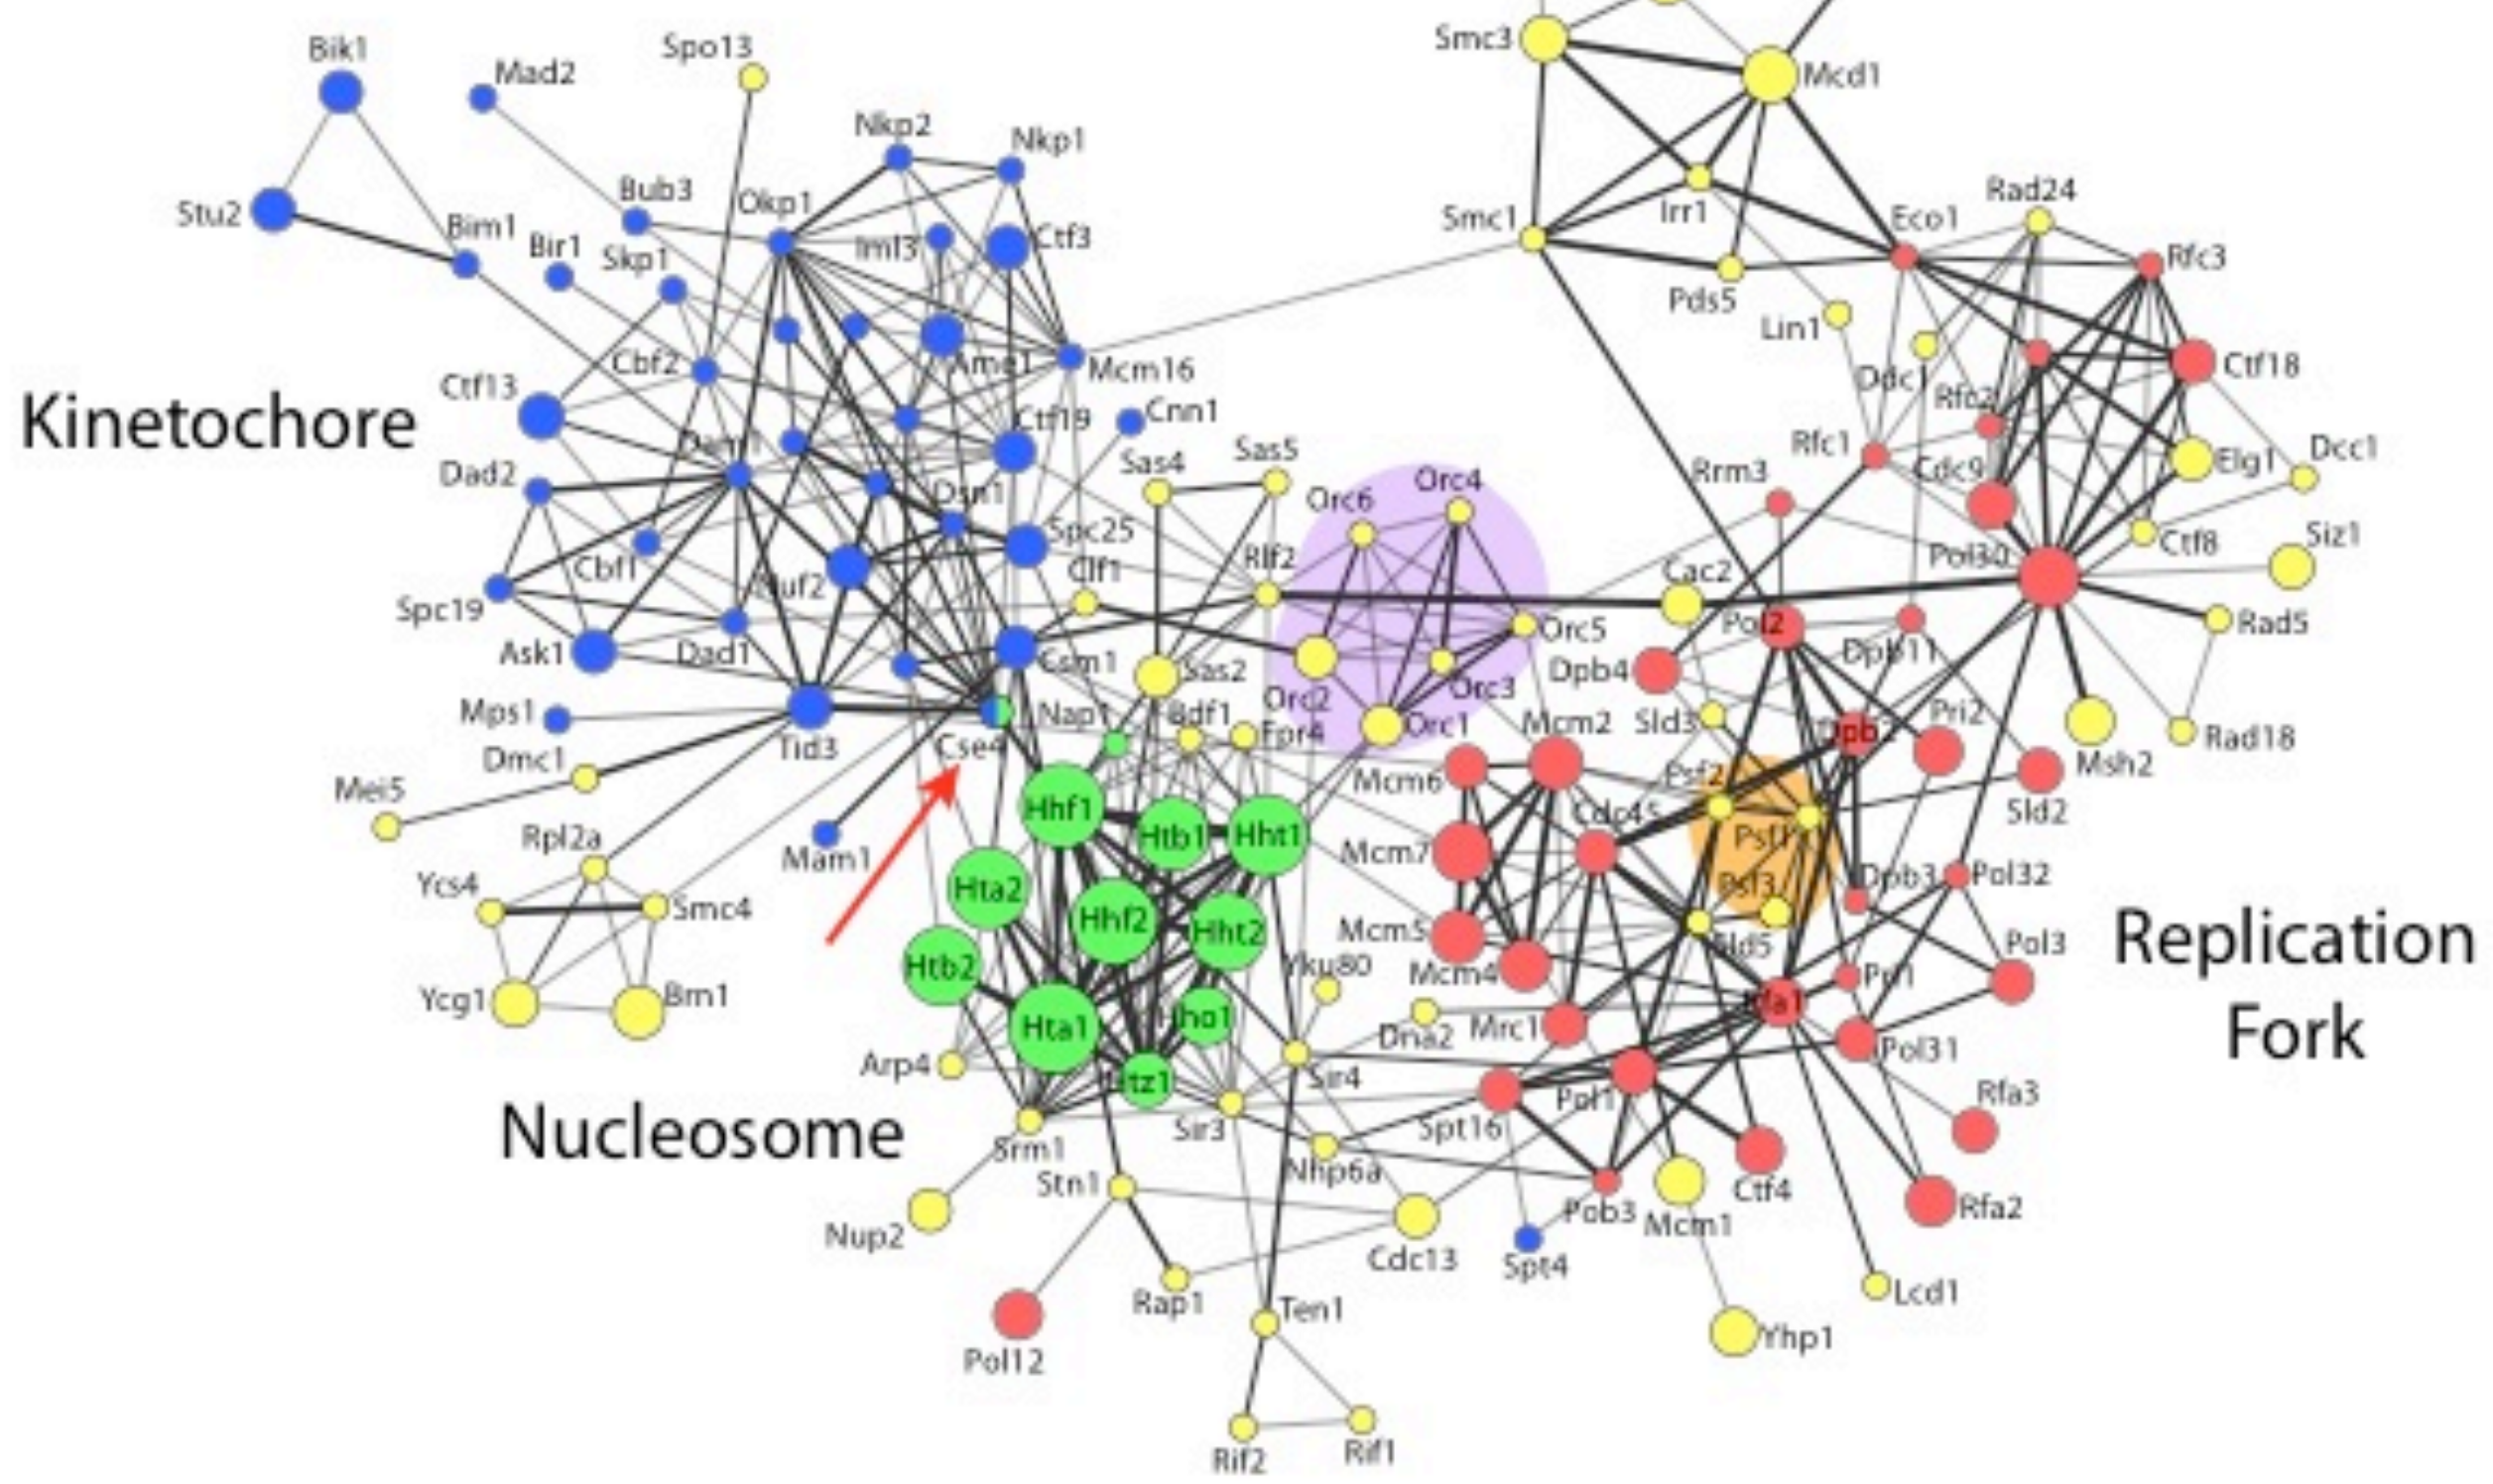 Smc3
Mcd1
Bik1
Spo13
Mad2
Nkp2
Nkp1
Rad24
Bub3
Okp1
Stu2
Bim1
Bir1
Skp1
Iml3
Ctf3
Smc1
Irr1
Eco1
Rfc3
Pds5
Lin1
Cbf2
Ame1
Mcm16
Ctf13
Ddc1
Rfc2
Ctf18
Kinetochore
Ctf19
Cnn1
Dam1
Sas4
Sas5
Rfc1
Cdc9
Elg1
Dcc1
Dad2
Dsn1
Orc6
Orc4
Rrm3
Spc25
Cbf1
Nuf2
Clf1
Rlf2
Cac2
Pol30
Ctf8
Siz1
Spc19
Ask1
Dad1
Csm1
Sas2
Orc5
Pol2
Dpb11
Rad5
Dpb4
Orc2
Orc3
Mps1
Tid3
Cse4
Nap1
Bdf1
Fpr4
Orc1
Mcm2
Sld3
Dpb2
Pri2
Msh2
Rad18
Dmc1
Mei5
Mam1
Hhf1
Htb1
Hht1
Mcm6
Psf2
Sld2
Cdc45
Psf1
Rpl2a
Mcm7
Ycs4
Smc4
Hta2
Hhf2
Hht2
Psf3
Dpb3
Pol32
Mcm5
Sld5
Pol3
Replication
Fork
Ycg1
Brn1
Htb2
Yku80
Mcm4
Pri1
Hta1
Hho1
Dna2
Mrc1
Rfa1
Pol31
Arp4
Htz1
Sir4
Rfa3
Nucleosome
Srm1
Sir3
Spt16
Pol1
Stn1
Nhp6a
Ctf4
Nup2
Cdc13
Pob3
Mcm1
Rfa2
Spt4
Rap1
Ten1
Lcd1
Pol12
Yhp1
Rif2
Rif1